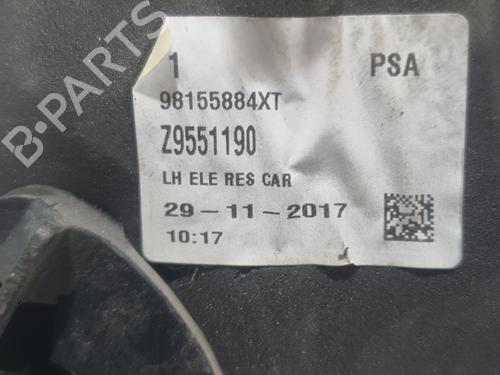 B-PARTS
1 PSA
98155884XT
Z9551190
LH ELE RES CAR
29-11-2017
10:17